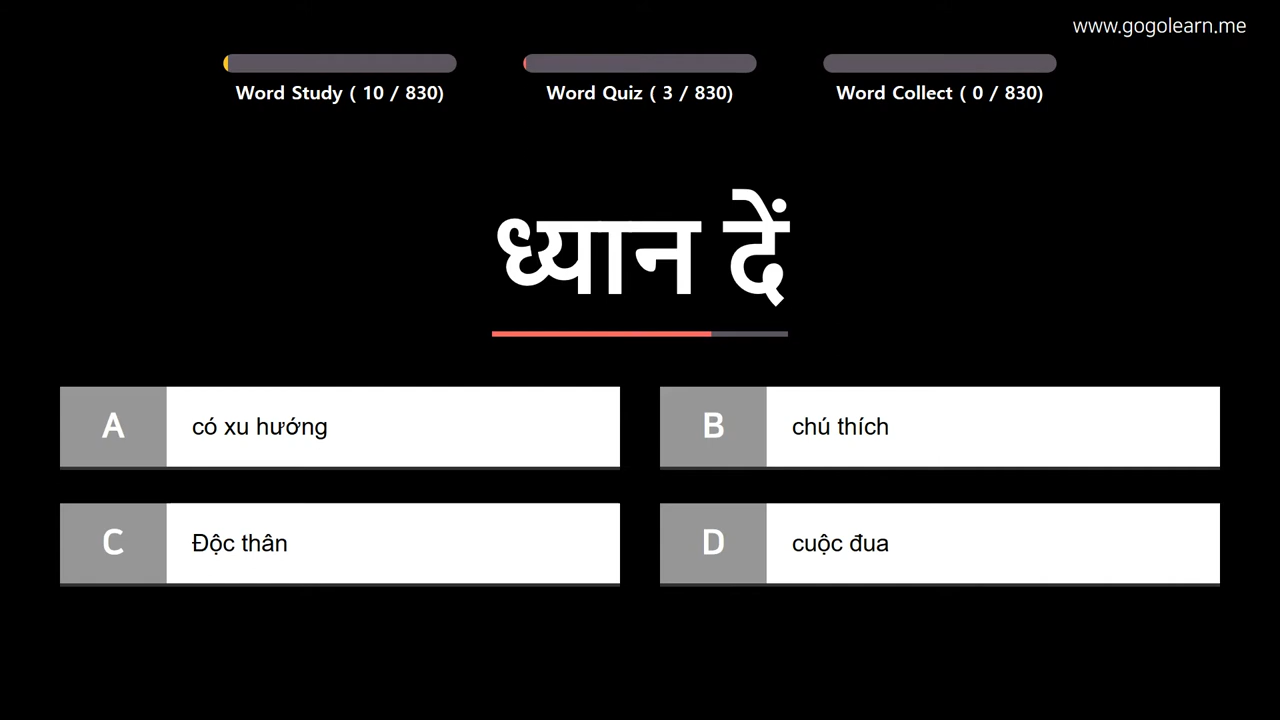 www.gogolearn.me
Word Study ( 10 / 830)
Word Quiz ( 3 / 830)
Word Collect ( 0 / 830)
ध्यान दें
A
có xu hướng
B
chú thích
C
Độc thân
D
cuộc đua